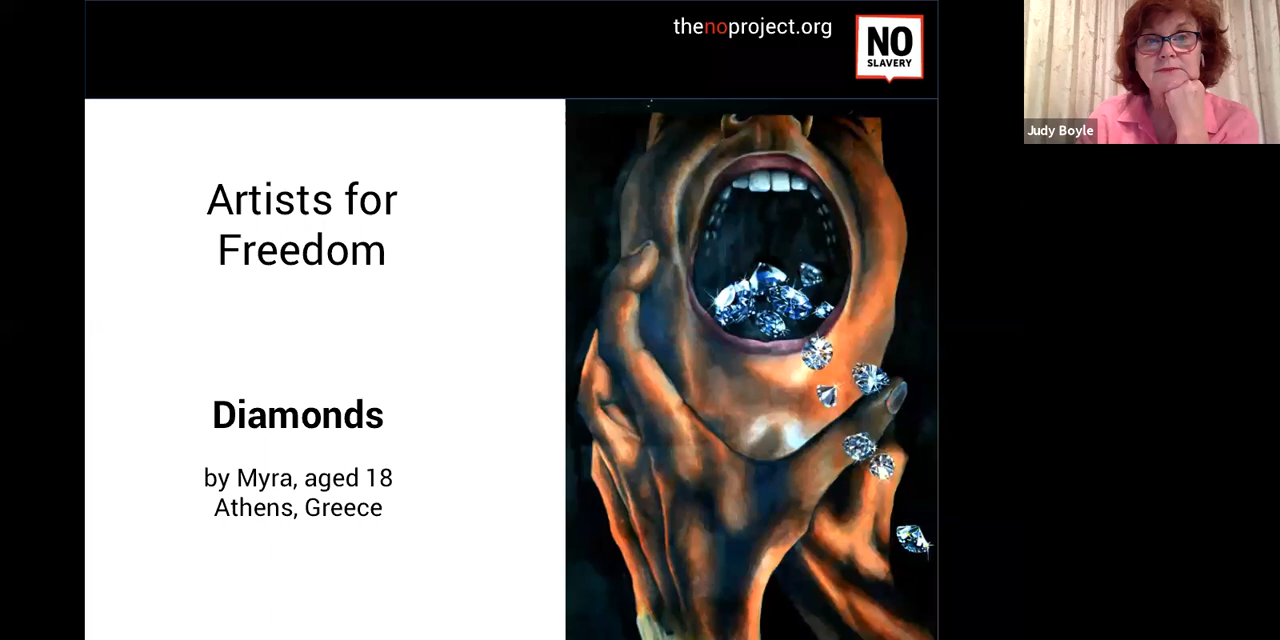 thenoproject.org
NO
SLAVERY
Judy Boyle
Artists for
Freedom
Diamonds
by Myra, aged 18
Athens, Greece